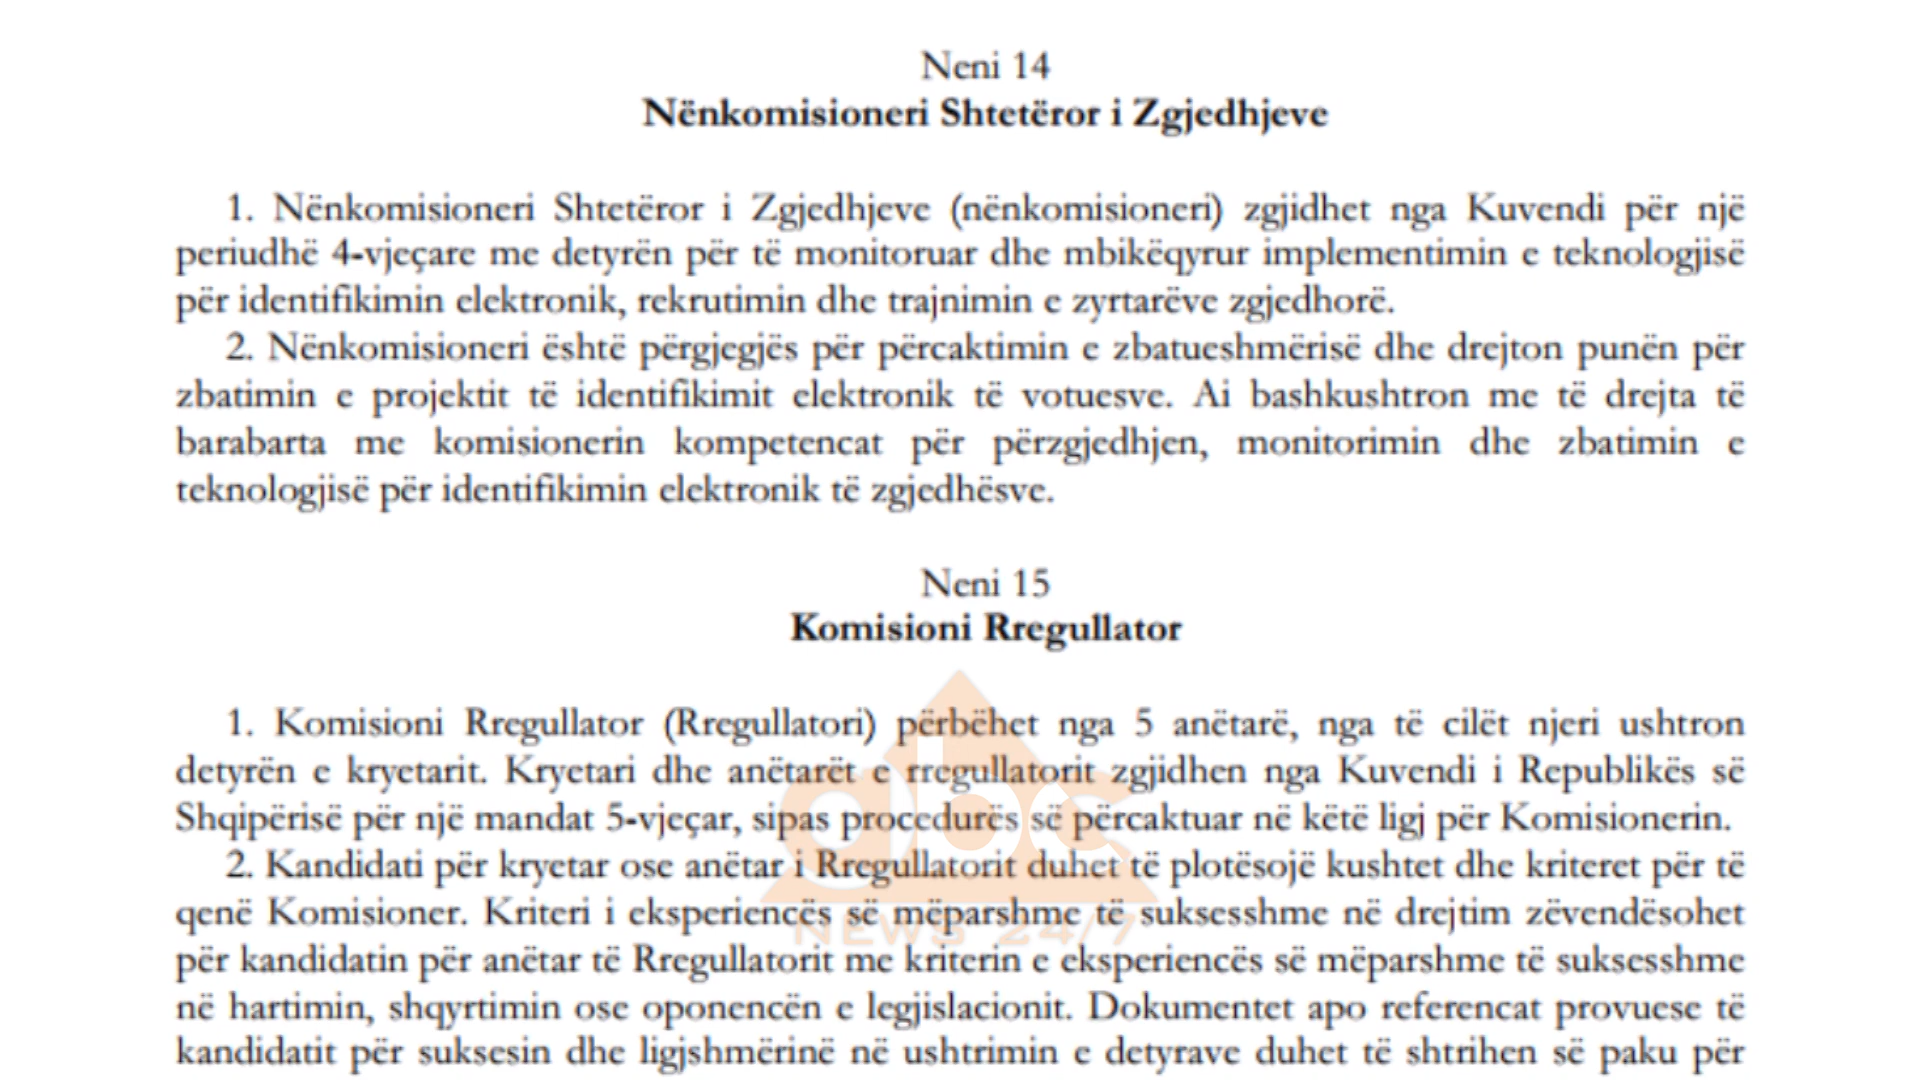 Neni 14
Nënkomisioneri Shtetëror i Zgjedhjeve
1. Nënkomisioneri Shtetëror i Zgjedhjeve (nënkomisioneri) zgjidhet nga Kuvendi për një
periudhë 4-vjeçare me detyrën për të monitoruar dhe mbikëqyrur implementimin e teknologjisë
për identifikimin elektronik, rekrutimin dhe trajnimin e zyrtarëve zgjedhorë.
2. Nënkomisioneri është përgjegjës për përcaktimin e zbatueshmërisë dhe drejton punën për
zbatimin e projektit të identifikimit elektronik të votuesve. Ai bashkushtron me të drejta të
barabarta me komisionerin kompetencat për përzgjedhjen, monitorimin dhe zbatimin e
teknologjisë për identifikimin elektronik të zgjedhësve.
Neni 15
Komisioni Rregullator
1. Komisioni Rregullator (Rregullatori) përbëhet nga 5 anëtarë, nga të cilët njeri ushtron
detyrën e kryetarit. Kryetari dhe anëtarët e rregullatorit zgjidhen nga Kuvendi i Republikës së
Shqipërisë për një mandat 5-vjeçar, sipas procedurës së përcaktuar në këtë ligj për Komisionerin.
2. Kandidati për kryetar ose anëtar i Rregullatorit duhet të plotësojë kushtet dhe kriteret për të
qenë Komisioner. Kriteri i eksperiencës së mëparshme të suksesshme në drejtim zëvendësohet
për kandidatin për anëtar të Rregullatorit me kriterin e eksperiencës së mëparshme të suksesshme
në hartimin, shqyrtimin ose oponencën e legjislacionit. Dokumentet apo referencat provuese të
kandidatit për suksesin dhe ligjshmërinë në ushtrimin e detyrave duhet të shtrihen së paku për
abc
NEWS 24/7